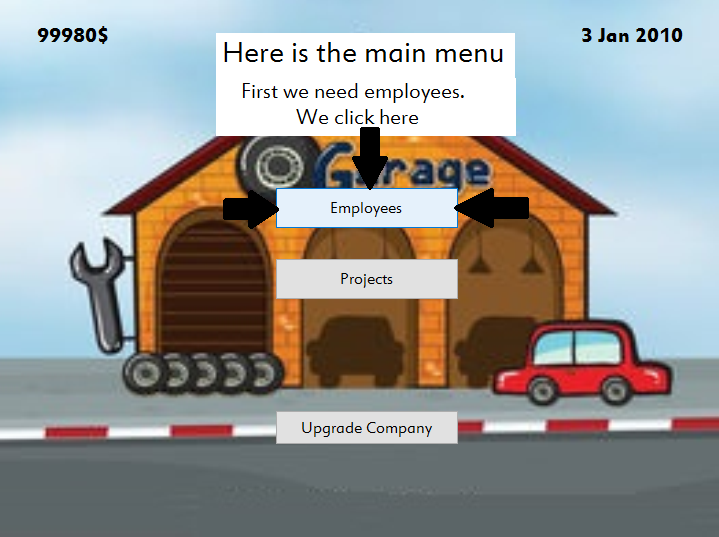 99980$
3 Jan 2010
Here is the main menu
First we need employees.
We click here
Garage
Employees
Projects
Upgrade Company